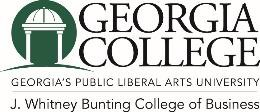 GEORGIA
COLLEGE
GEORGIA'S PUBLIC LIBERAL ARTS UNIVERSITY
J. Whitney Bunting College of Business